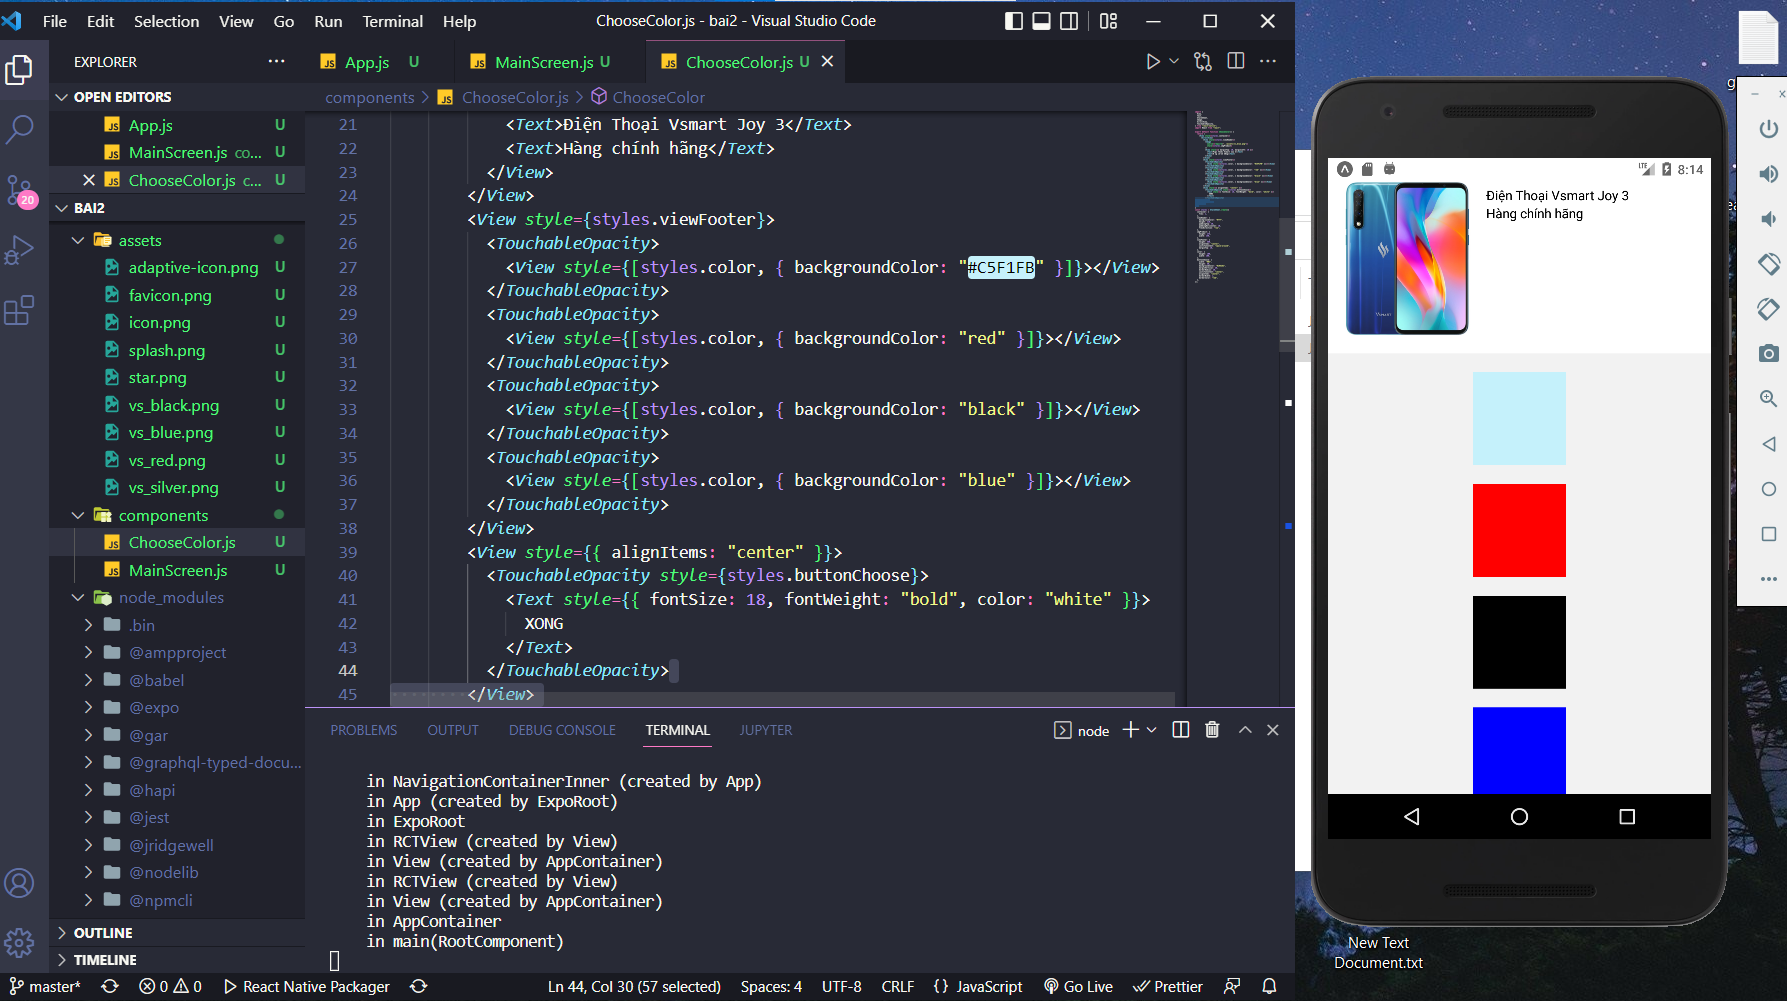 File Edit Selection View Go Run Terminal Help
ChooseColor.js - bai2 - Visual Studio Code
EXPLORER
App.js U
MainScreen.js U
ChooseColor.js U
OPEN EDITORS
App.js U
MainScreen.js co... U
ChooseColor.js c... U
BAI2
assets
adaptive-icon.png U
favicon.png U
icon.png U
splash.png U
star.png U
vs_black.png U
vs_blue.png U
vs_red.png U
vs_silver.png U
components
ChooseColor.js U
MainScreen.js U
node_modules
.bin
@ampproject
@babel
@expo
@gar
@graphql-typed-docu...
@hapi
@jest
@jridgewell
@nodelib
@npmcli
OUTLINE
TIMELINE
20
components > ChooseColor.js > ChooseColor
21 <Text>Điện Thoại Vsmart Joy 3</Text>
22 <Text>Hàng chính hãng</Text>
23 </View>
24 </View>
25 <View style={styles.viewFooter}>
26 <TouchableOpacity>
27 <View style={[styles.color, { backgroundColor: "#C5F1FB" }]}></View>
28 </TouchableOpacity>
29 <TouchableOpacity>
30 <View style={[styles.color, { backgroundColor: "red" }]}></View>
31 </TouchableOpacity>
32 <TouchableOpacity>
33 <View style={[styles.color, { backgroundColor: "black" }]}></View>
34 </TouchableOpacity>
35 <TouchableOpacity>
36 <View style={[styles.color, { backgroundColor: "blue" }]}></View>
37 </TouchableOpacity>
38 </View>
39 <View style={{ alignItems: "center" }}>
40 <TouchableOpacity style={styles.buttonChoose}>
41 <Text style={{ fontSize: 18, fontWeight: "bold", color: "white" }}>
42 XONG
43 </Text>
44 </TouchableOpacity>
45 </View>
PROBLEMS OUTPUT DEBUG CONSOLE TERMINAL JUPYTER
node
in NavigationContainerInner (created by App)
in App (created by ExpoRoot)
in ExpoRoot
in RCTView (created by View)
in View (created by AppContainer)
in RCTView (created by View)
in View (created by AppContainer)
in AppContainer
in main(RootComponent)
master* 0 0 React Native Packager Ln 44, Col 30 (57 selected) Spaces: 4 UTF-8 CRLF {} JavaScript Go Live Prettier
LTE 8:14
Điện Thoại Vsmart Joy 3
Hàng chính hãng
New Text
Document.txt